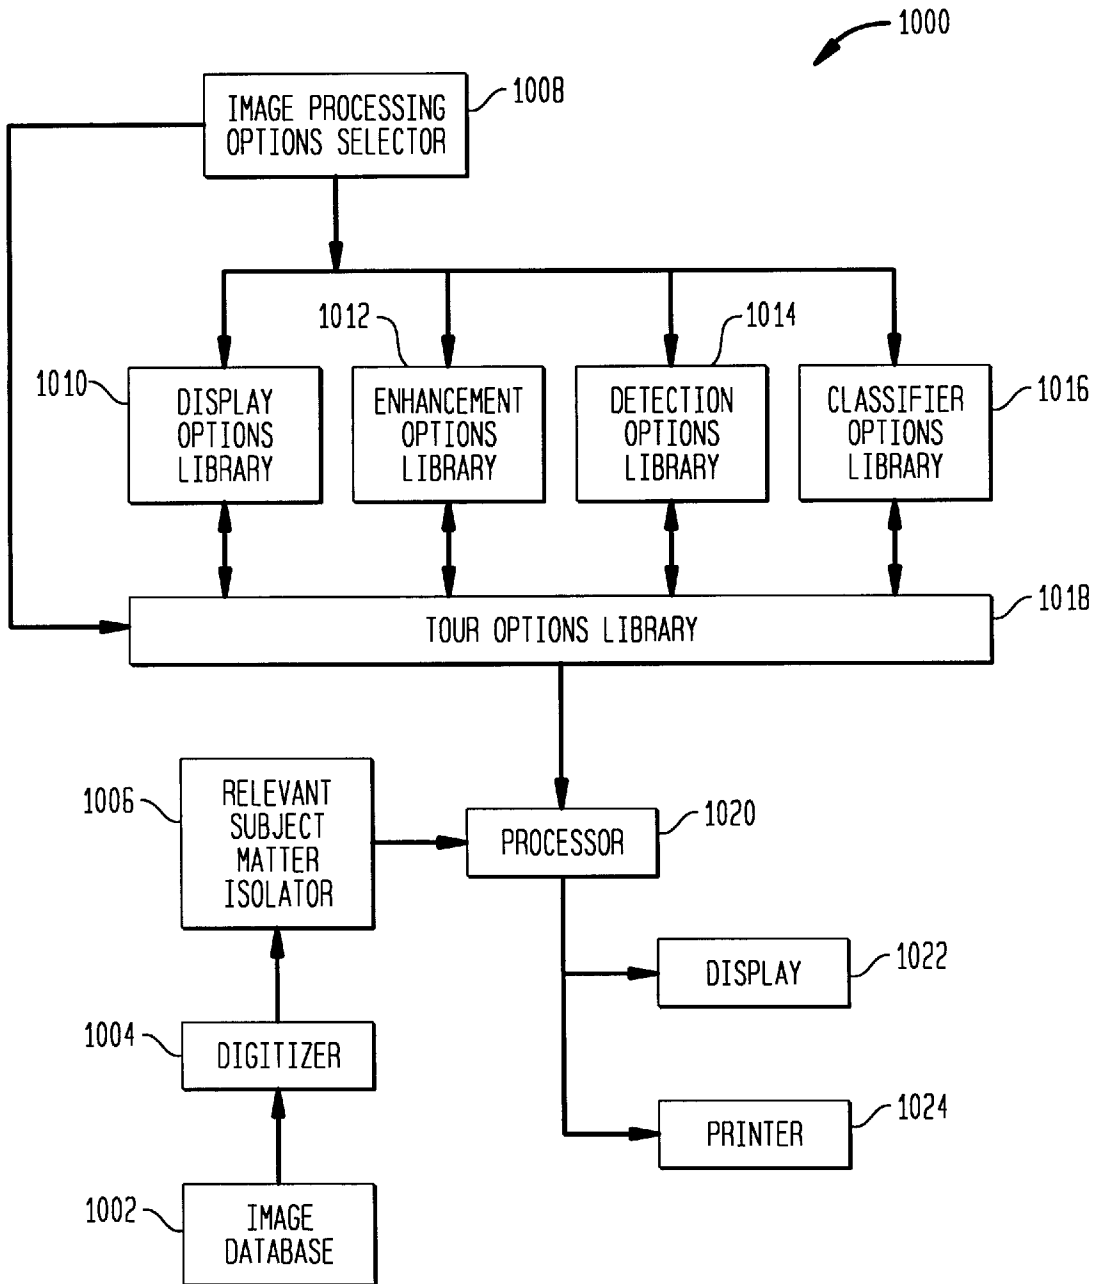 1000
IMAGE PROCESSING
OPTIONS SELECTOR
1008
1010
DISPLAY
OPTIONS
LIBRARY
1012
ENHANCEMENT
OPTIONS
LIBRARY
1014
DETECTION
OPTIONS
LIBRARY
1016
CLASSIFIER
OPTIONS
LIBRARY
TOUR OPTIONS LIBRARY
1018
1006
RELEVANT
SUBJECT
MATTER
ISOLATOR
PROCESSOR
1020
DISPLAY
1022
1004
DIGITIZER
PRINTER
1024
1002
IMAGE
DATABASE